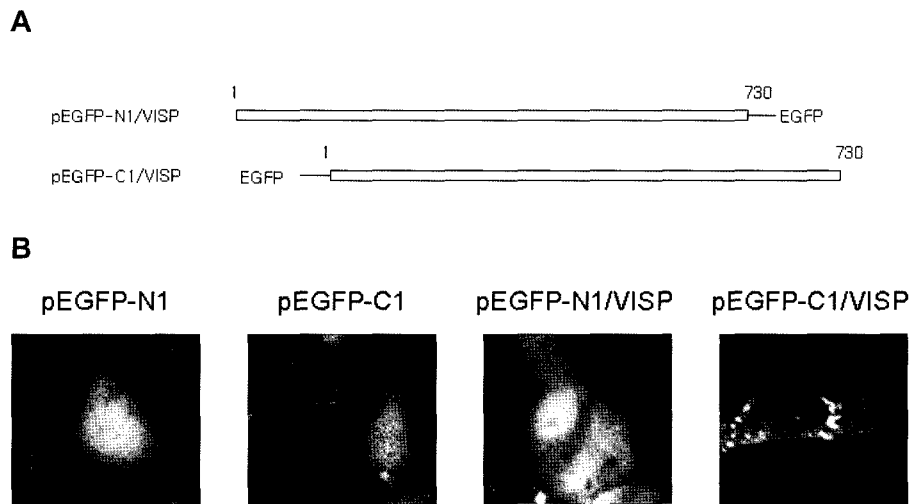 A
1 730
pEGFP-N1/VISP EGFP
1 730
pEGFP-C1/VISP EGFP
B
pEGFP-N1 pEGFP-C1 pEGFP-N1/VISP pEGFP-C1/VISP